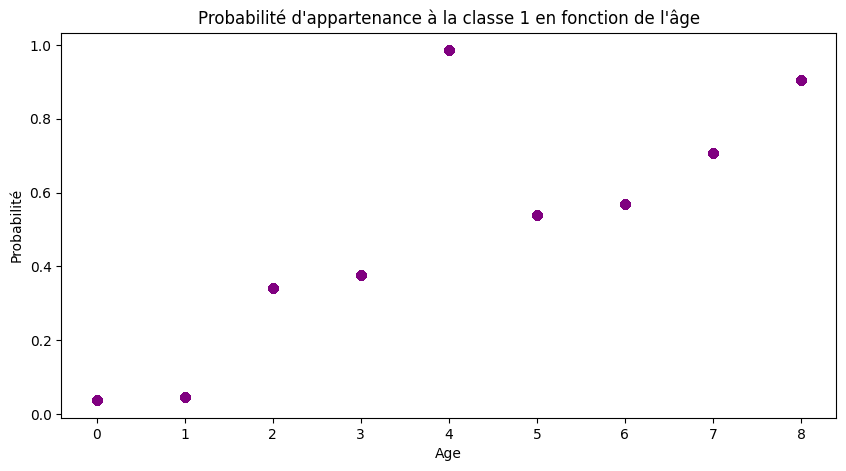 Probabilité d'appartenance à la classe 1 en fonction de l'âge
1.0
0.8
0.6
0.4
0.2
0.0
Probabilité
0 1 2 3 4 5 6 7 8
Age